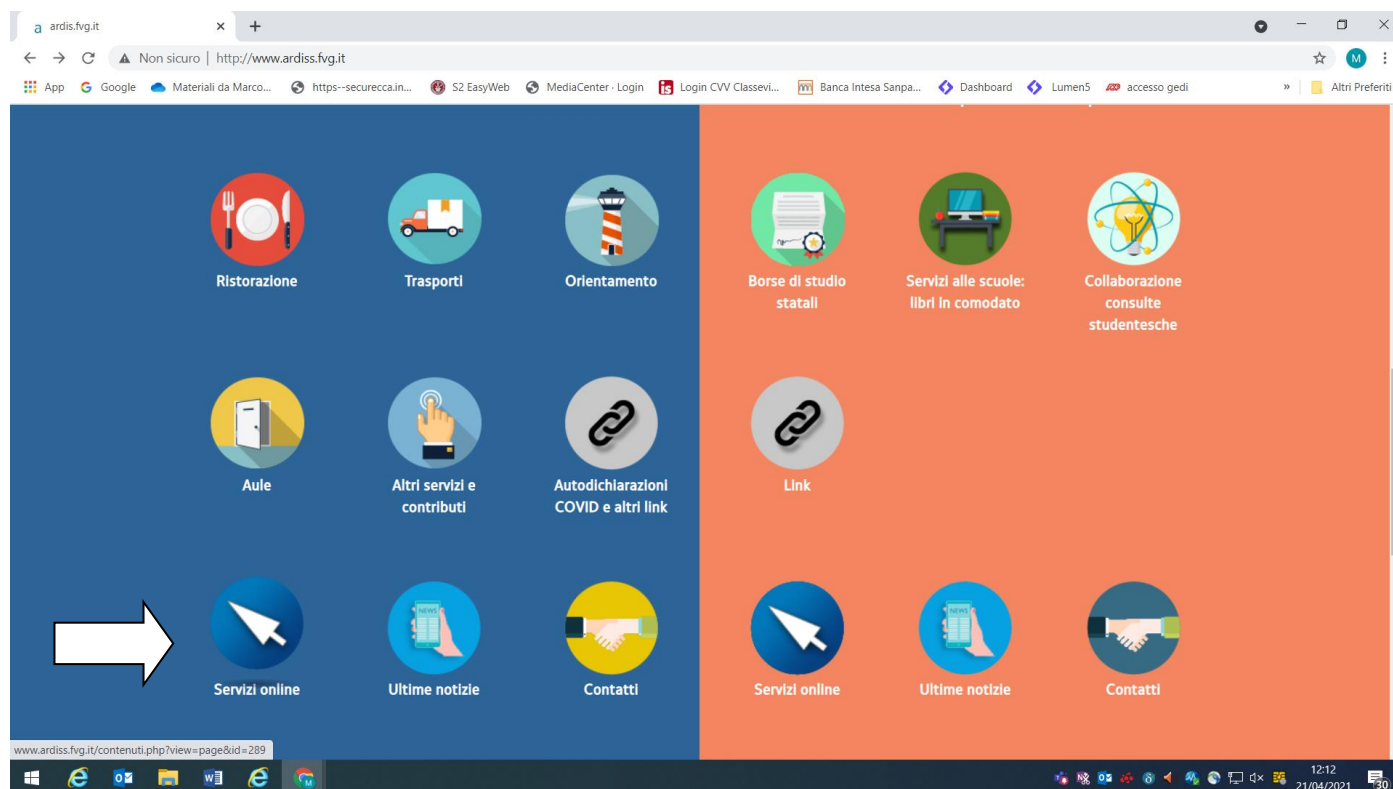 a ardis.fvg.it
Non sicuro | http://www.ardiss.fvg.it
M
App Google Materiali da Marco... https--securecca.in... S2 EasyWeb MediaCenter · Login Login CVV Classevi... Banca Intesa Sanpa... Dashboard Lumen5 accesso gedi » Altri Preferiti
Ristorazione
Trasporti
Orientamento
Borse di studio
statali
Servizi alle scuole:
libri in comodato
Collaborazione
consulte
studentesche
Aule
Altri servizi e
contributi
Autodichiarazioni
COVID e altri link
Link
NEWS
Servizi online
Ultime notizie
Contatti
NEWS
Servizi online
Ultime notizie
Contatti
www.ardiss.fvg.it/contenuti.php?view=page&id=289
12:12
21/04/2021
30